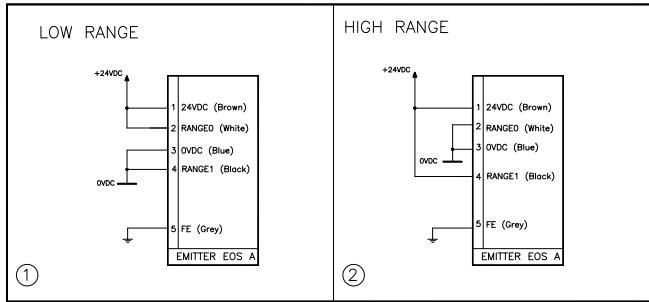 LOW RANGE
+24VDC
1 24VDC (Brown)
2 RANGE0 (White)
3 0VDC (Blue)
4 RANGE1 (Black)
0VDC
5 FE (Grey)
EMITTER EOS A
1
HIGH RANGE
+24VDC
1 24VDC (Brown)
2 RANGE0 (White)
3 0VDC (Blue)
0VDC
4 RANGE1 (Black)
5 FE (Grey)
EMITTER EOS A
2